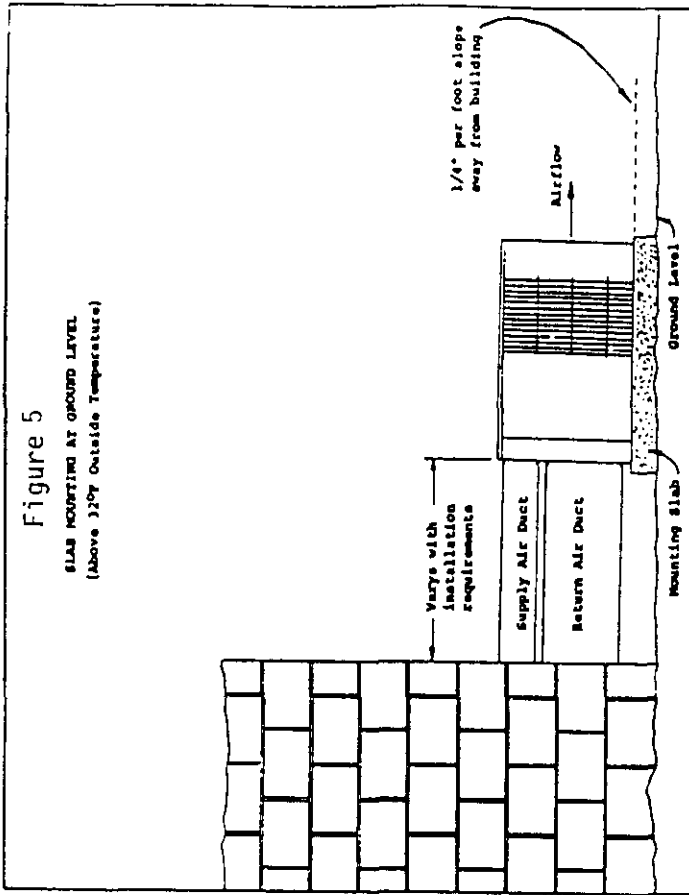 Figure 5
SLAB MOUNTING AT GROUND LEVEL
(Above 32°F Outside Temperature)
Varys with
installation
requirements
Supply Air Duct
Return Air Duct
1/4" per foot slope
away from building
Airflow
Mounting Slab
Ground Level